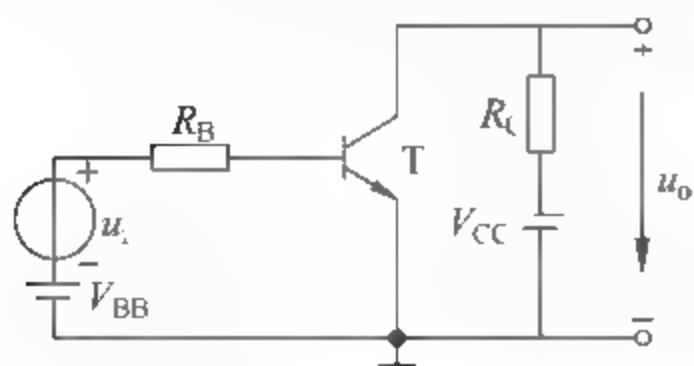 +
R_B
T
R_C
u_o
+
u_i
V_CC
−
V_BB
−